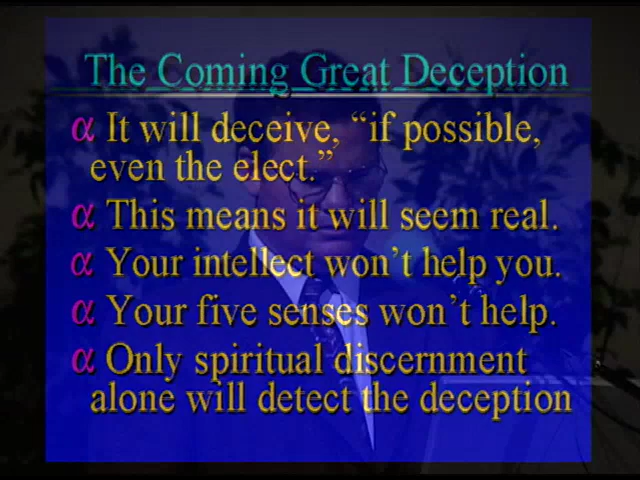 The Coming Great Deception
α It will deceive, “if possible,
even the elect.”
α This means it will seem real.
α Your intellect won’t help you.
α Your five senses won’t help.
α Only spiritual discernment
alone will detect the deception